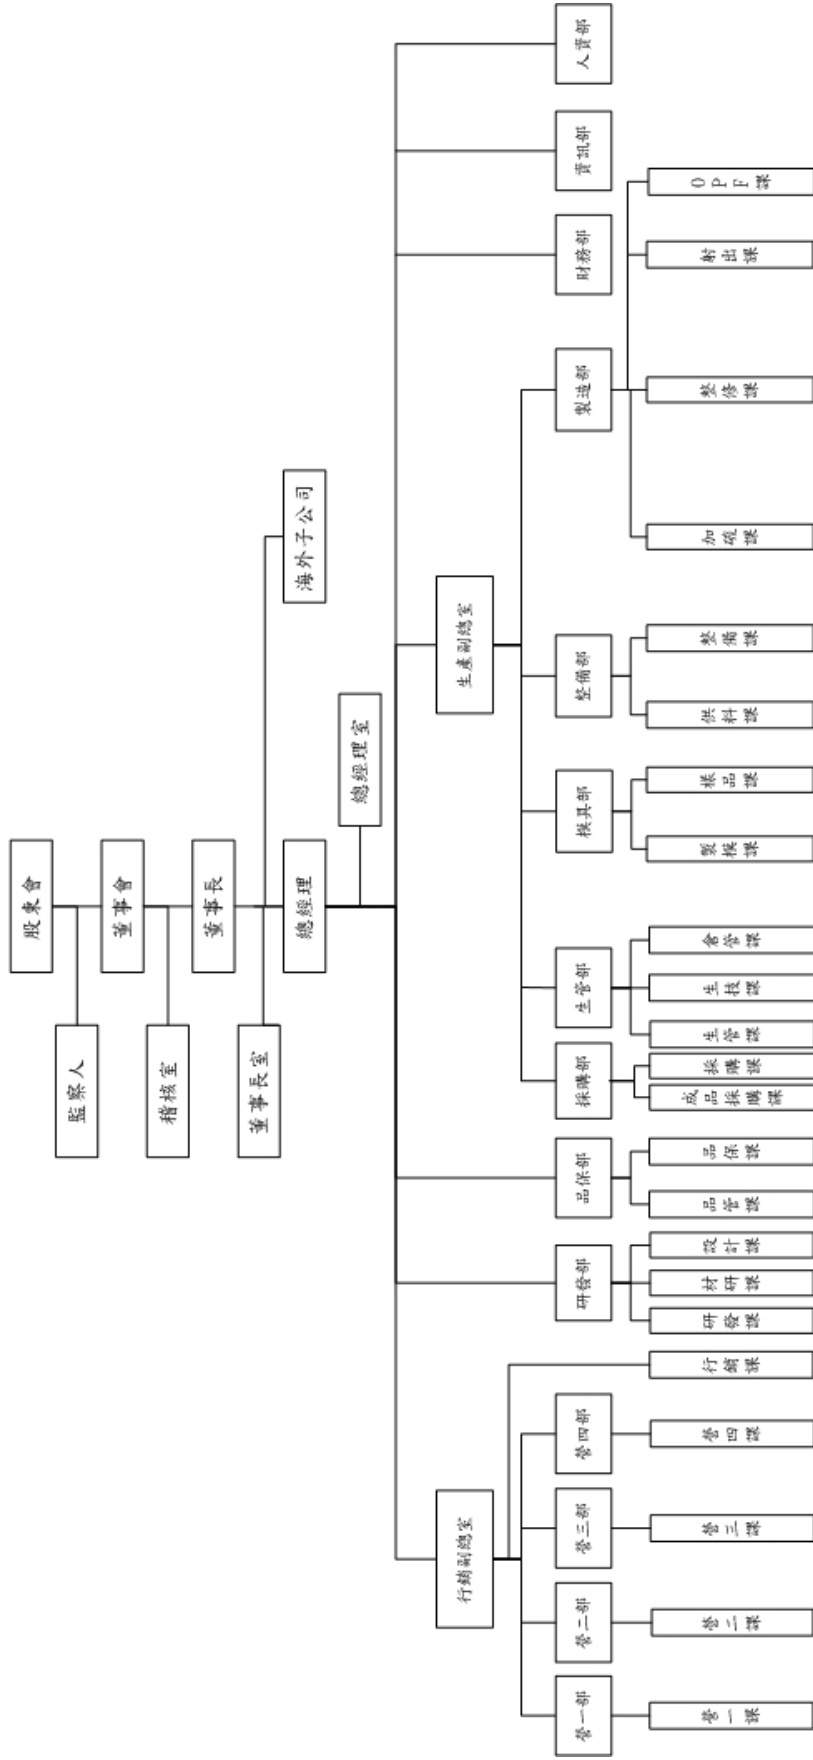 股東會
監察人
董事會
稽核室
董事長
董事長室
海外子公司
總經理
總經理室
行銷副總室
生產副總室
營一部
營二部
營三部
營四部
研發部
品保部
採購部
生管部
模具部
整備部
製造部
財務部
資訊部
人資部
營一課
營二課
營三課
營四課
行銷課
研發課
材研課
設計課
品管課
品保課
成品採購課
採購課
生管課
生技課
倉管課
製模課
樣品課
供料課
整備課
加硫課
整修課
射出課
OPF課